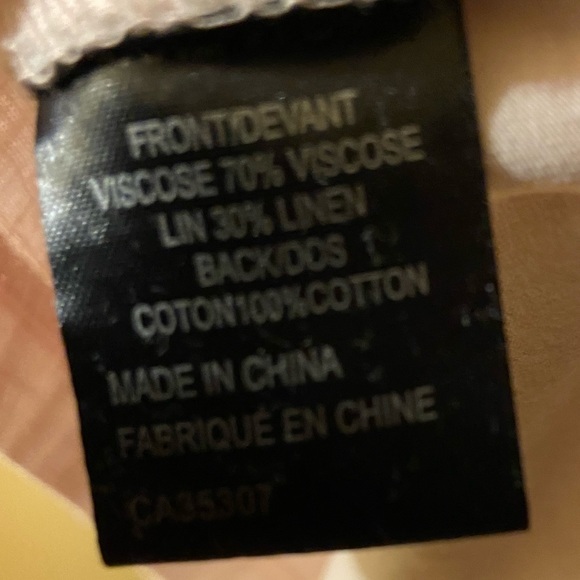 FRONT/DEVANT
VISCOSE 70% VISCOSE
LIN 30% LINEN
BACK/DOS
COTON100%COTTON
MADE IN CHINA
FABRIQUÉ EN CHINE
CA35307